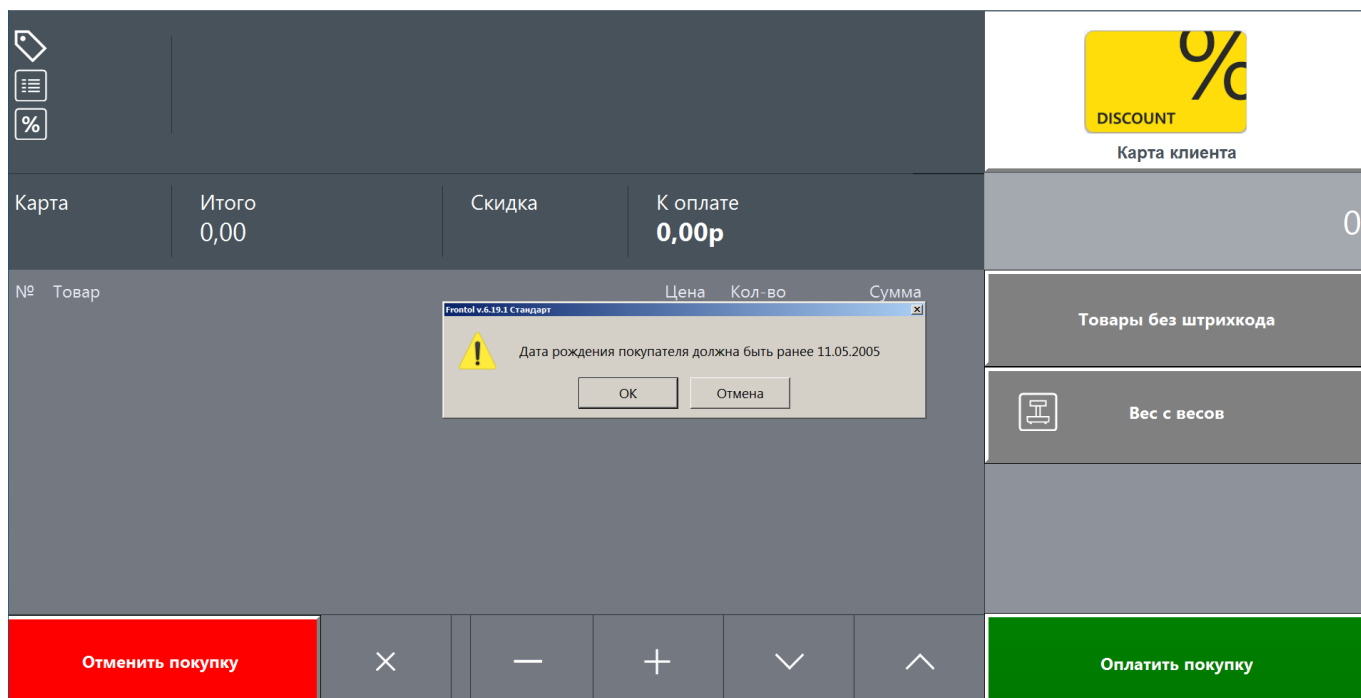 %
DISCOUNT
Карта клиента
%
Карта Итого Скидка К оплате
0,00 0,00р
0
№ Товар Цена Кол-во Сумма
Frontol v.6.19.1 Стандарт
Дата рождения покупателя должна быть ранее 11.05.2005
ОК Отмена
Товары без штрихкода
Вес с весов
Отменить покупку
Оплатить покупку